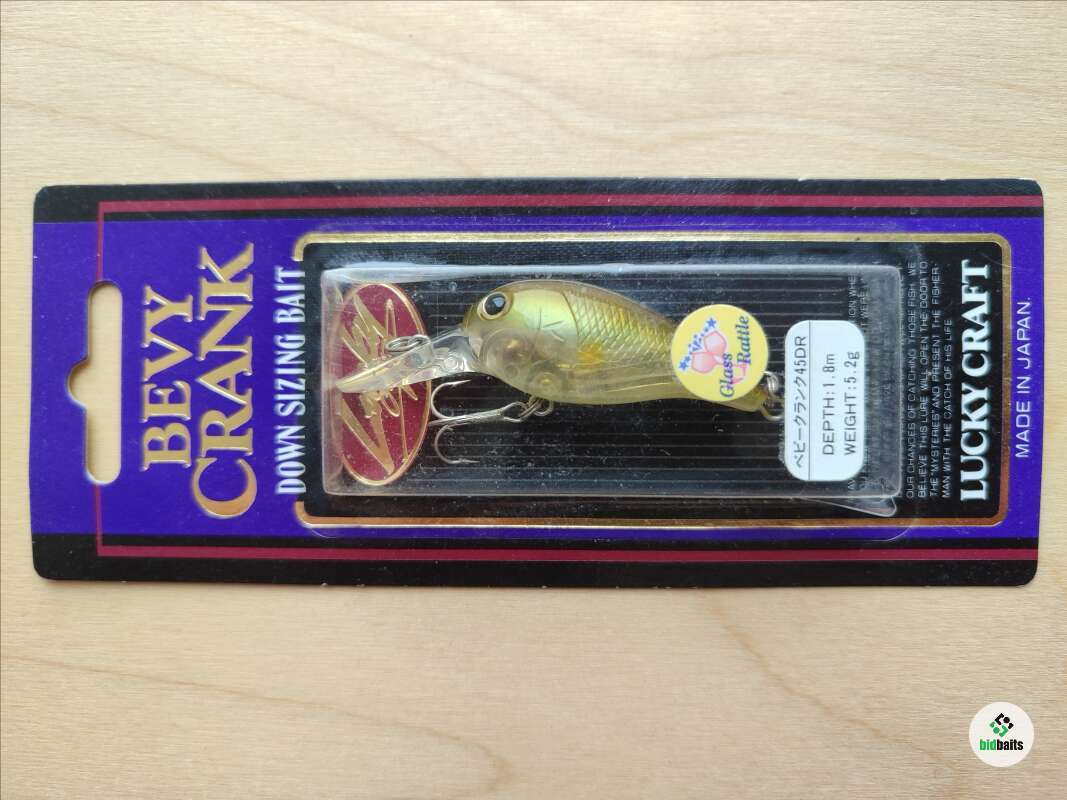 BEVY
CRANK
DOWN SIZING BAIT
Glass
Rattle
ベビークランク45DR
DEPTH:1.8m
WEIGHT:5.2g
OUR CHANCES OF CATCHING THOSE FISH. WE
BELIEVE THIS LURE WILL OPEN THE DOOR TO
THE "MYSTERIES" AND PRESENT THE FISHER-
MAN WITH THE CATCH OF HIS LIFE.
LUCKY CRAFT
MADE IN JAPAN.
bidbaits